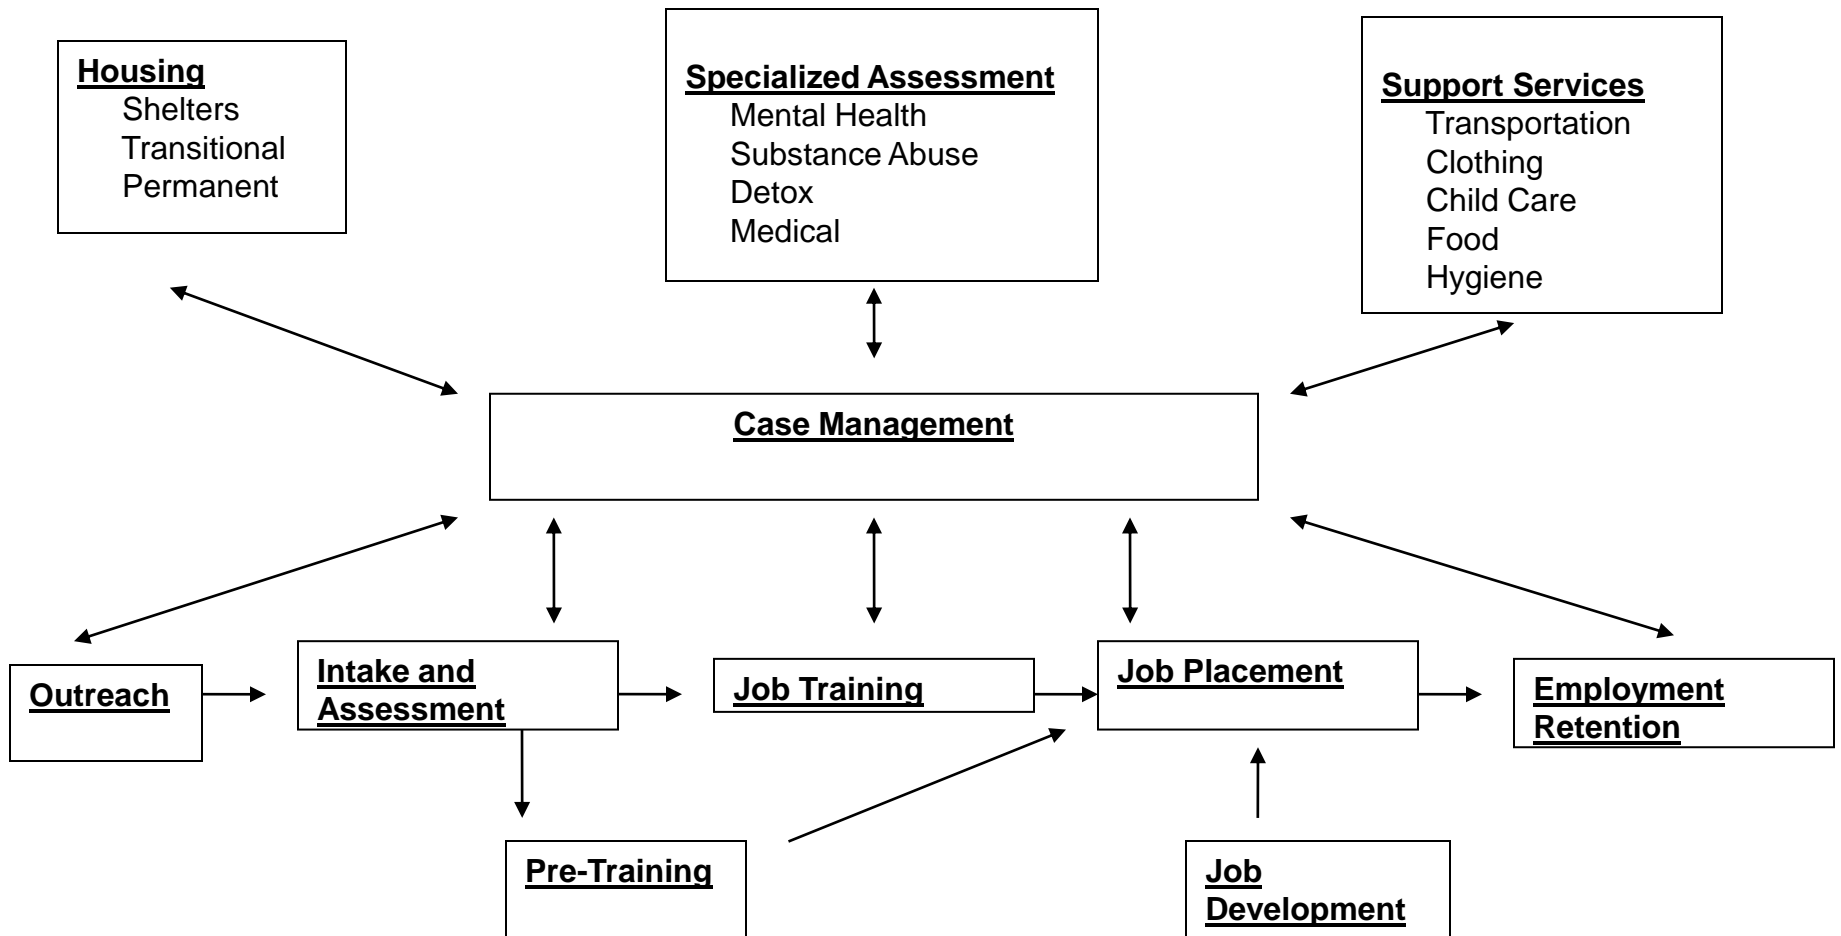 Housing
Shelters
Transitional
Permanent
Specialized Assessment
Mental Health
Substance Abuse
Detox
Medical
Support Services
Transportation
Clothing
Child Care
Food
Hygiene
Case Management
Outreach
Intake and
Assessment
Job Training
Job Placement
Employment
Retention
Pre-Training
Job
Development